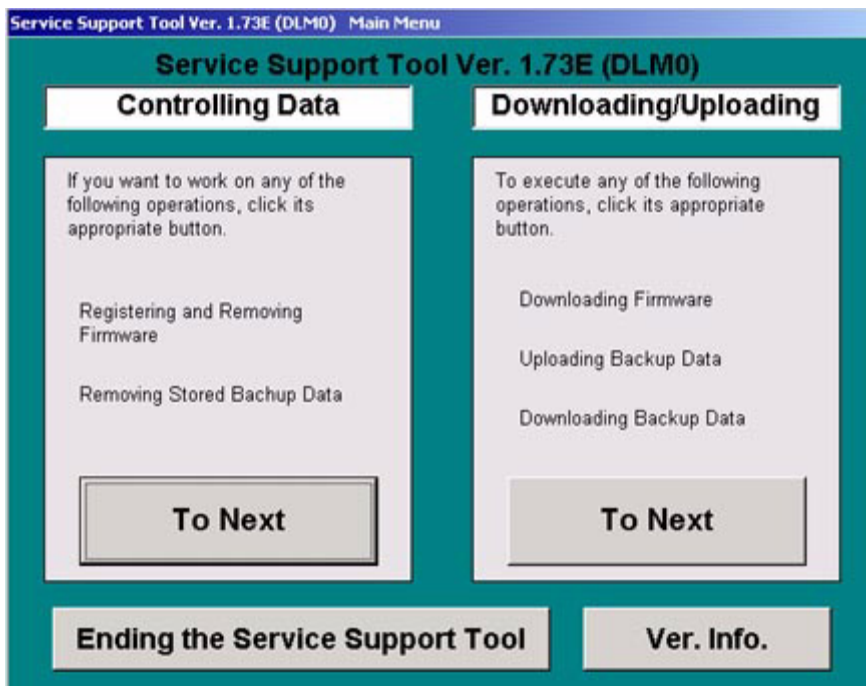 Service Support Tool Ver. 1.73E (DLM0)   Main Menu
Service Support Tool Ver. 1.73E (DLM0)
Controlling Data
If you want to work on any of the
following operations, click its
appropriate button.
Registering and Removing
Firmware
Removing Stored Bachup Data
To Next
Downloading/Uploading
To execute any of the following
operations, click its appropriate
button.
Downloading Firmware
Uploading Backup Data
Downloading Backup Data
To Next
Ending the Service Support Tool
Ver. Info.